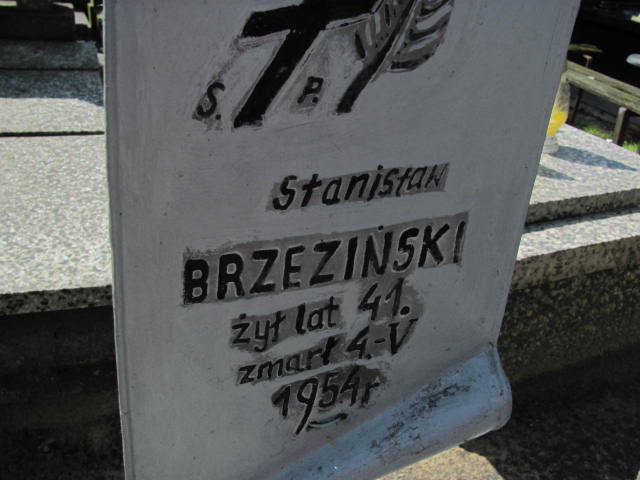 S. P.
Stanisław
BRZEZIŃSKI
żył lat 41.
zmarł 4.-V
1954r